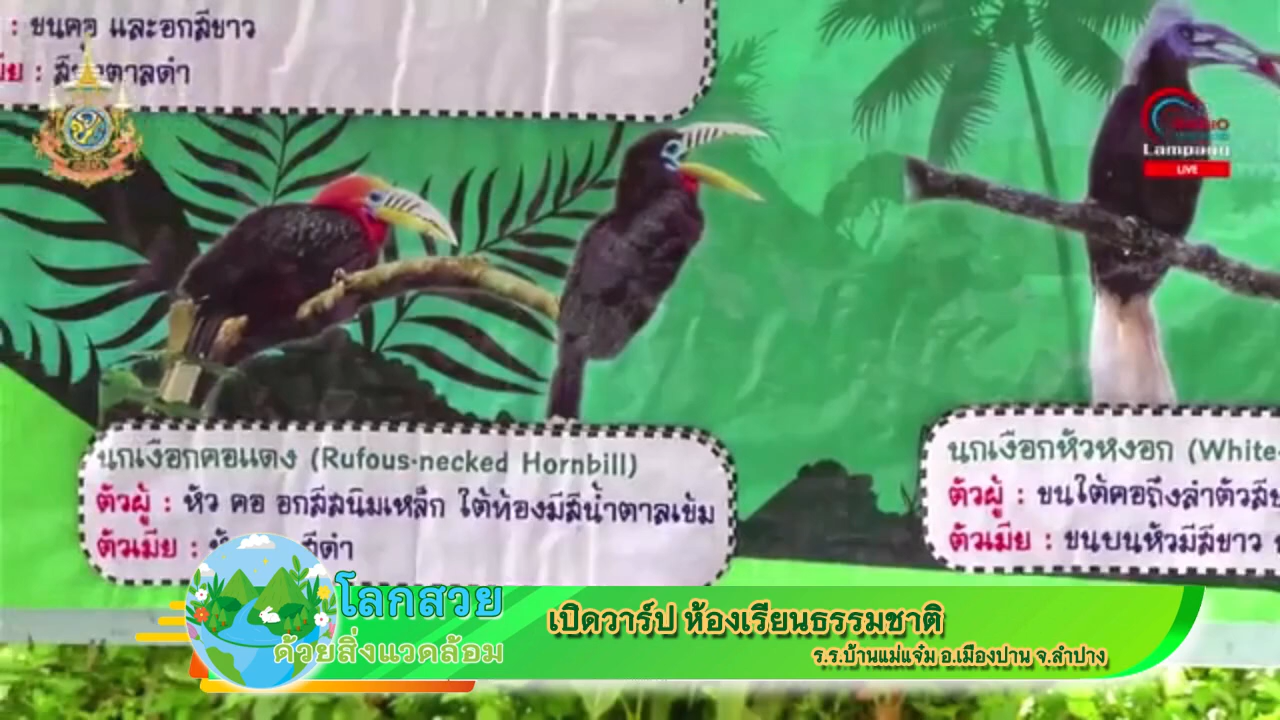 : ขนคอ และอกสีขาว
: สีน้ำตาลดำ
Lampang
LIVE
นกเงือกคอแดง (Rufous-necked Hornbill)
ตัวผู้ : หัว คอ อกสีสนิมเหล็ก ใต้ท้องมีสีน้ำตาลเข้ม
ตัวเมีย : สีดำ
นกเงือกหัวหงอก (White-
ตัวผู้ : ขนใต้คอถึงลำตัวสี
ตัวเมีย : ขนบนหัวมีสีขาว
โลกสวย
ด้วยสิ่งแวดล้อม
เปิดวาร์ป ห้องเรียนธรรมชาติ
ร.ร.บ้านแม่แจ๋ม อ.เมืองปาน จ.ลำปาง